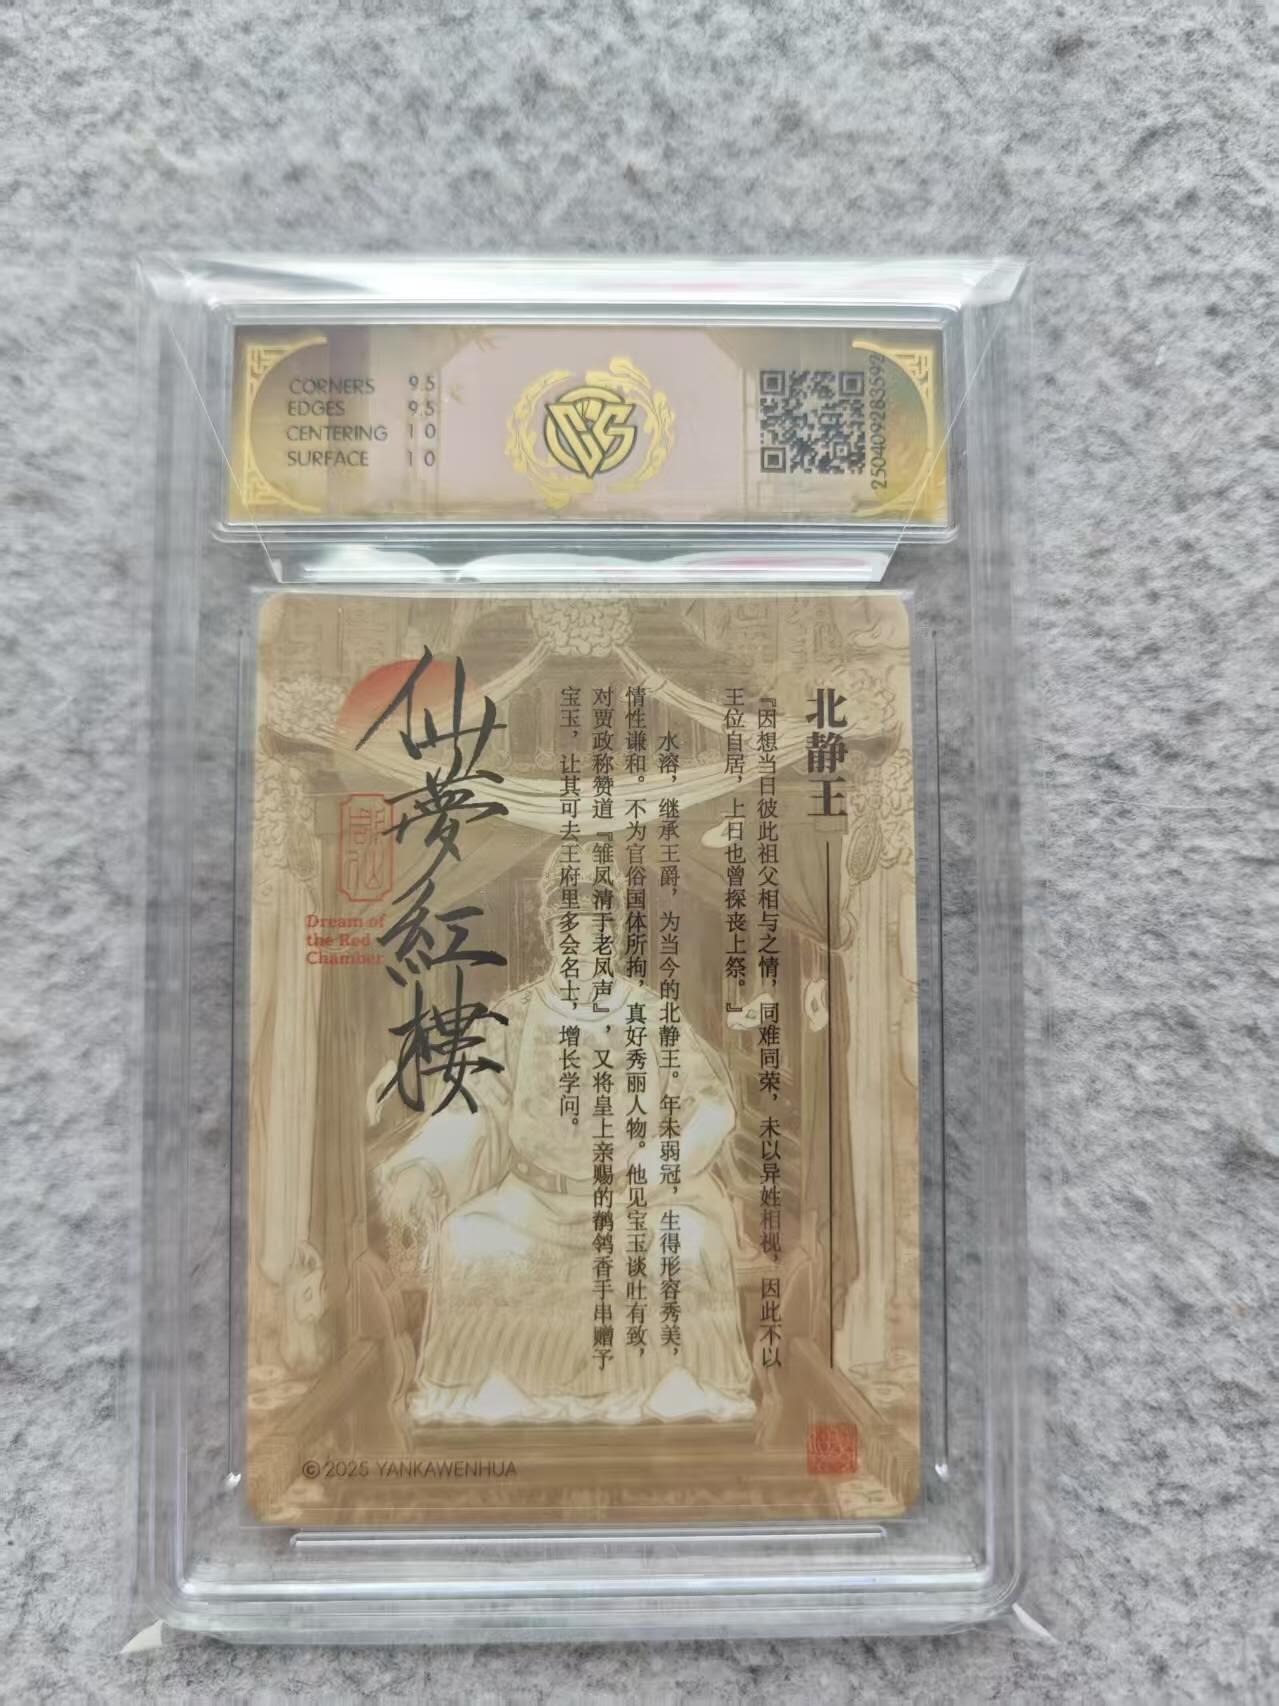 CORNERS 9.5
EDGES 9.5
CENTERING 10
SURFACE 10
CCS
250409283592
北静王
『因想当日彼此祖父相与之情，同难同荣，未以异姓相视，因此不以
王位自居，上日也曾探丧上祭。』
水溶，继承王爵，为当今的北静王。年未弱冠，生得形容秀美，
情性谦和。不为官俗国体所拘，真好秀丽人物。他见宝玉谈吐有致，
对贾政称赞道『雏凤清于老凤声』，又将皇上亲赐的鹡鸰香手串赠予
宝玉，让其可去王府里多会名士，增长学问。
仙夢紅樓
Dream of
the Red
Chamber
©2025 YANKAWENHUA